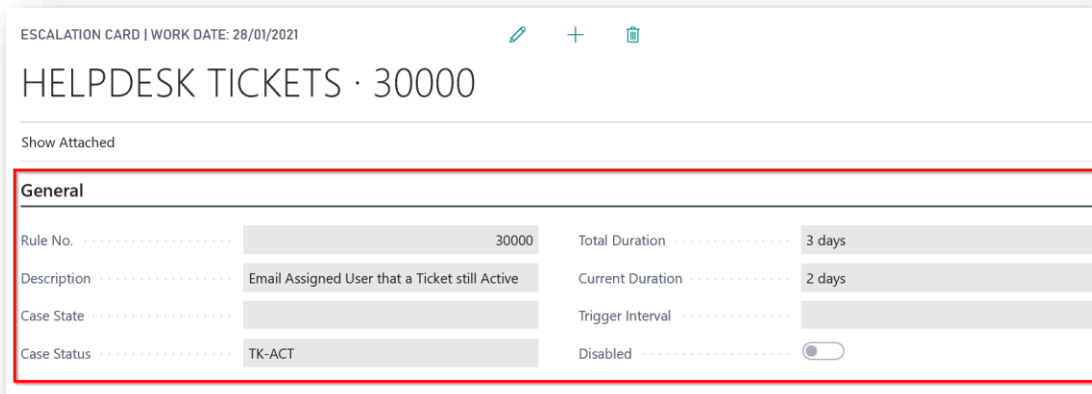 ESCALATION CARD | WORK DATE: 28/01/2021
HELPDESK TICKETS · 30000
Show Attached
General
Rule No. 30000
Total Duration 3 days
Description Email Assigned User that a Ticket still Active
Current Duration 2 days
Case State
Trigger Interval
Case Status TK-ACT
Disabled